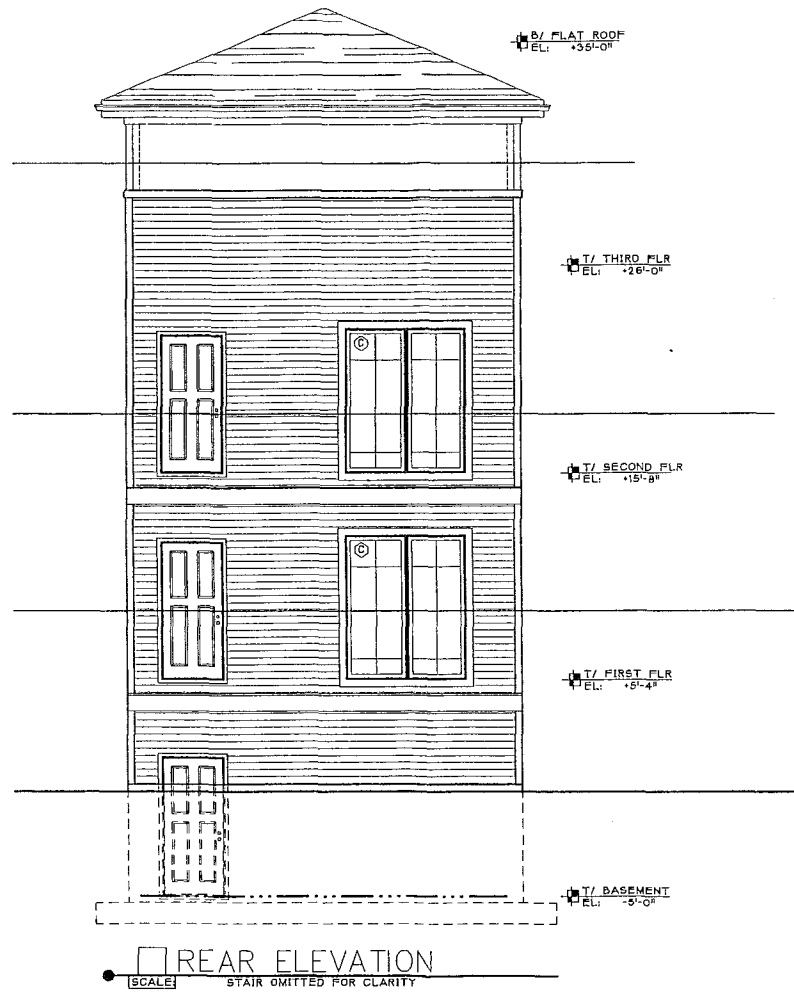 B/ FLAT ROOF
EL: +35'-0"
T/ THIRD FLR
EL: +26'-0"
C
T/ SECOND FLR
EL: +15'-8"
C
T/ FIRST FLR
EL: +5'-4"
T/ BASEMENT
EL: -5'-0"
REAR ELEVATION
SCALE: STAIR OMITTED FOR CLARITY